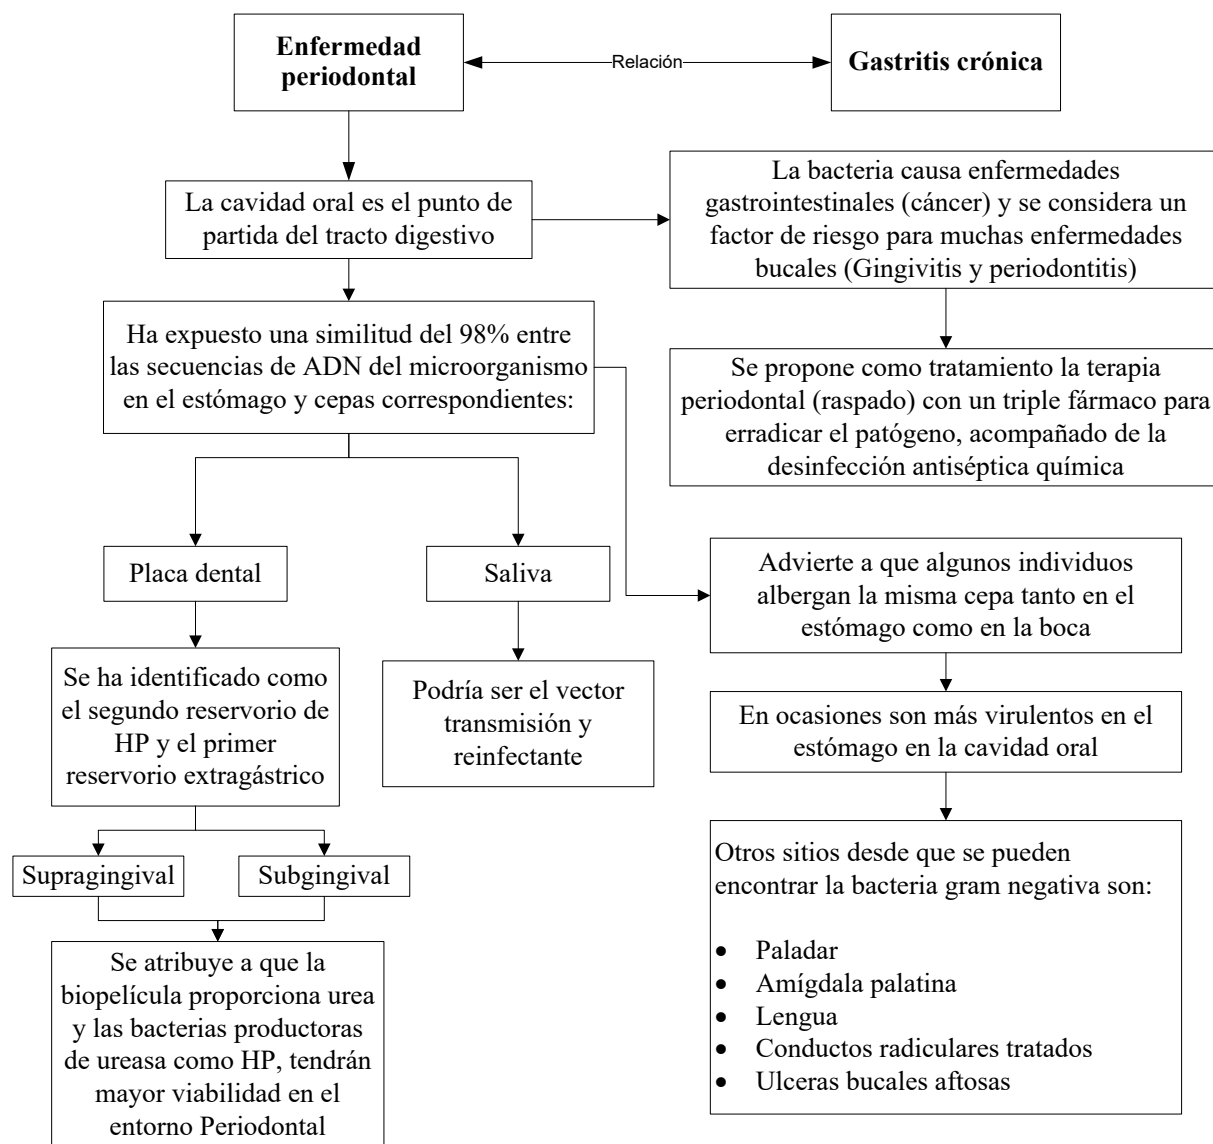 Enfermedad
periodontal
Relación
Gastritis crónica
La cavidad oral es el punto de
partida del tracto digestivo
La bacteria causa enfermedades
gastrointestinales (cáncer) y se considera un
factor de riesgo para muchas enfermedades
bucales (Gingivitis y periodontitis)
Ha expuesto una similitud del 98% entre
las secuencias de ADN del microorganismo
en el estómago y cepas correspondientes:
Se propone como tratamiento la terapia
periodontal (raspado) con un triple fármaco para
erradicar el patógeno, acompañado de la
desinfección antiséptica química
Placa dental
Saliva
Advierte a que algunos individuos
albergan la misma cepa tanto en el
estómago como en la boca
Se ha identificado como
el segundo reservorio de
HP y el primer
reservorio extragástrico
Podría ser el vector
transmisión y
reinfectante
En ocasiones son más virulentos en el
estómago en la cavidad oral
Supragingival
Subgingival
Se atribuye a que la
biopelícula proporciona urea
y las bacterias productoras
de ureasa como HP, tendrán
mayor viabilidad en el
entorno Periodontal
Otros sitios desde que se pueden
encontrar la bacteria gram negativa son:
• Paladar
• Amígdala palatina
• Lengua
• Conductos radiculares tratados
• Ulceras bucales aftosas